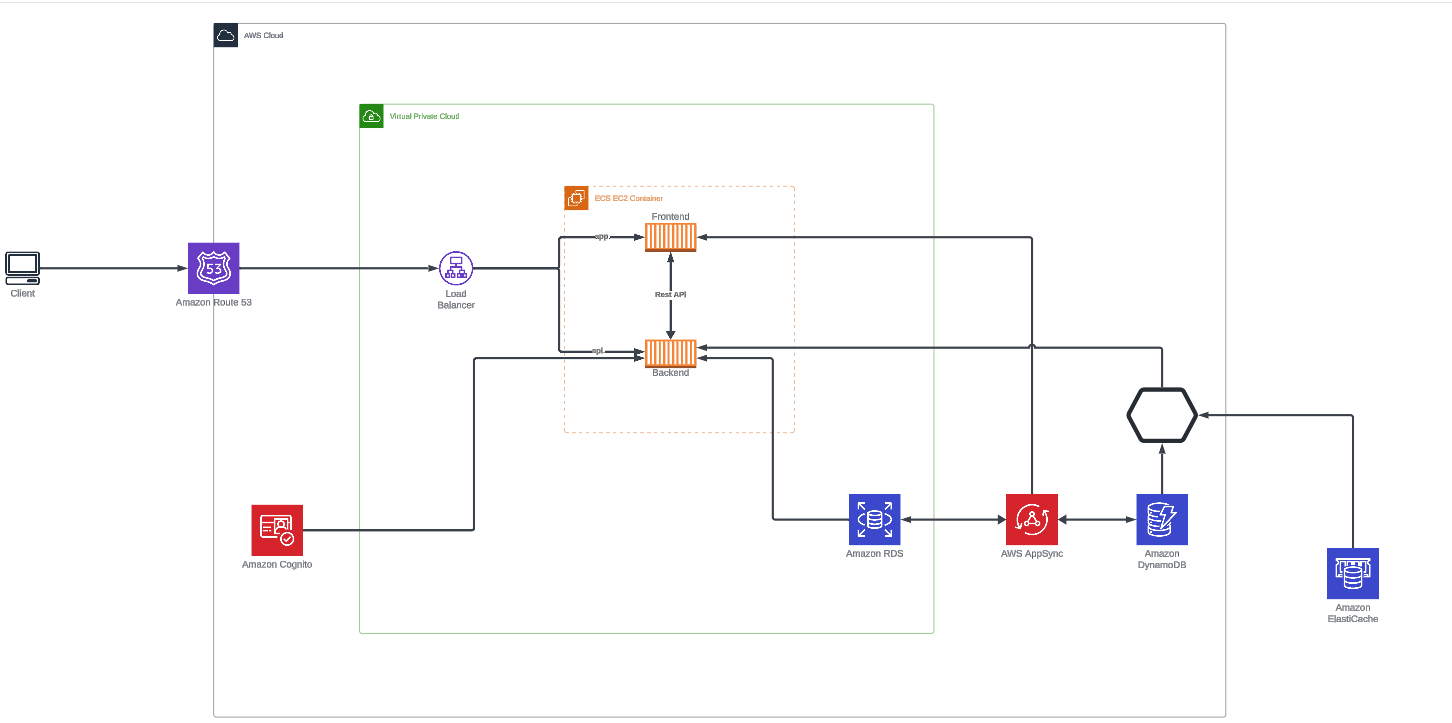 AWS Cloud
Virtual Private Cloud
ECS EC2 Container
Frontend
app
53
Client
Amazon Route 53
Load
Balancer
Rest API
api
Backend
Amazon Cognito
Amazon RDS
AWS AppSync
Amazon
DynamoDB
Amazon
ElastiCache